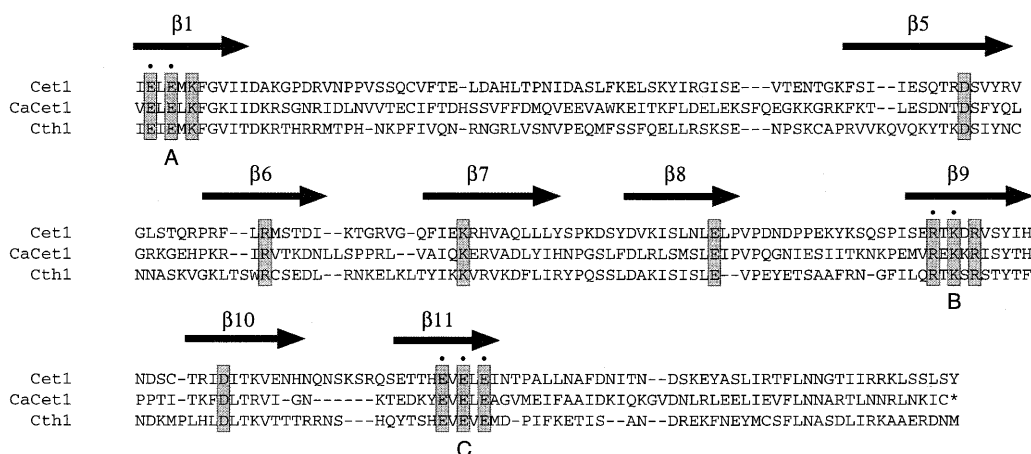 β1 β5
• •
Cet1 IELEMKFGVIIDAKGPDRVNPPVSSQCVFTE-LDAHLTPNIDASLFKELSKYIRGISE---VTENTGKFSI--IESQTRDSVYRV
CaCet1 VELELKFGVIIDKRSGNRIDLNVVTECIFTDHSSVFFDMQVEEVAWKEITKFLDELEKSFQEGKKGRKFKT-LESDNTDSFYQL
Cth1 IEIEMKFGVITDKRTHRRMTPH-NKPFIVQN-RNGRLVSNVPEQMFSSFQELLRSKSE---NPSKCAPRVVKQVQKYTKDSIYNC
A
β6 β7 β8 β9
• •
Cet1 GLSTQRPRF--LRMSTDI-KTGRVG-QFIEKRHVAQLLLYSPKDSYDVKISLNLELPVPDNDPPEKYKSQSPISERTKDRVSYIH
CaCet1 GRKGEHPKR--IRVTKDNLLSPPRL--VAIQKERVADLYIHNPGSLFDLRLSMSLEIPVPQGNIESIITKNKPEMVREKKRISYTH
Cth1 NNASKVGKLTSWRCSEDL--RNKELKLTYIKKVRVKDFLIRYPQSSLDAKISISLE--VPEYETSAAFRN-GFILQRTKSRSTYTF
B
β10 β11
• • •
Cet1 NDSC-TRIDITKVENHNQNSKSRQSETTHEVELEINTPALLNAFDNITN--DSKEYASLIRTFLNNGTIIRRKLSSLSY
CaCet1 PPTI-TKFDLTRVI-GN----KTEDKYEVELEAGVMEIFAAIDKIQKGVDNLRLEELIEVFLNNARTLNNRLNKIC*
Cth1 NDKMPLHLDLTKVTTTRRNS---HQYTSHEVEVEMD-PIFKETIS--AN--DREKFNEYMCSFLNASDLIRKAAERDNM
C